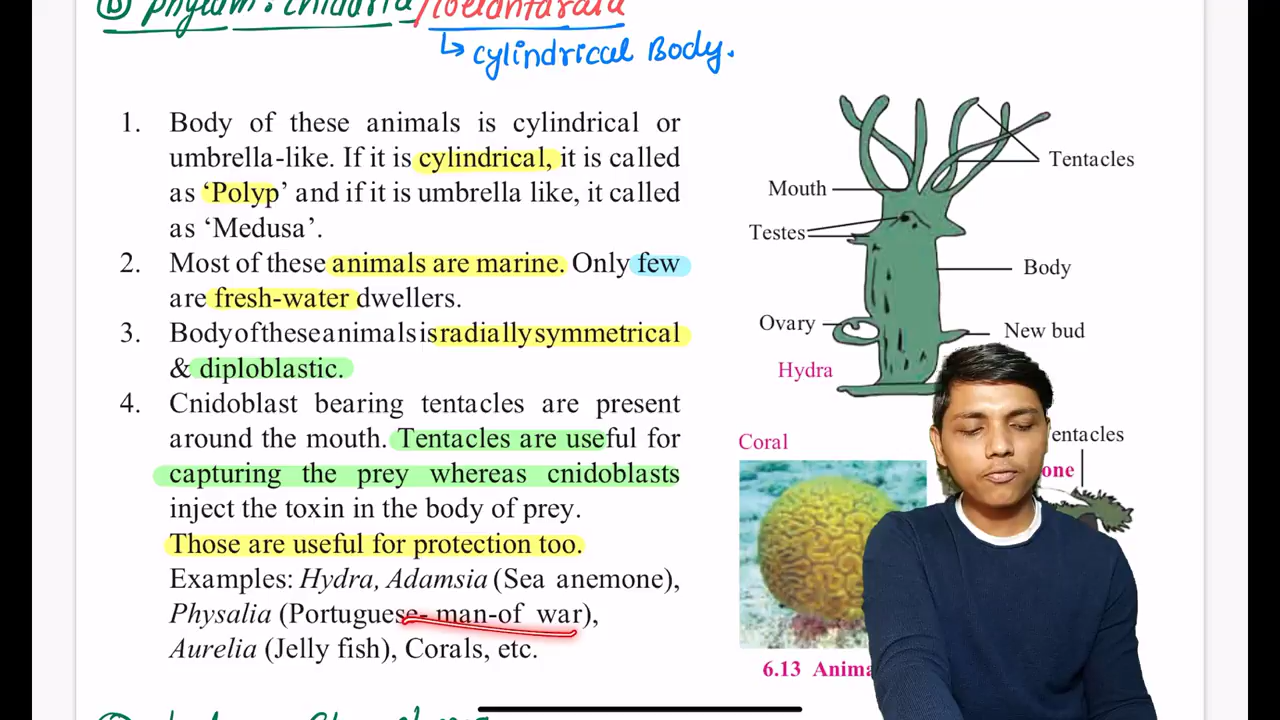 Phylum: Cnidaria/Coelantarata
↳ cylindrical Body.
1. Body of these animals is cylindrical or
umbrella-like. If it is cylindrical, it is called
as ‘Polyp’ and if it is umbrella like, it called
as ‘Medusa’.
2. Most of these animals are marine. Only few
are fresh-water dwellers.
3. Body of these animals is radially symmetrical
& diploblastic.
4. Cnidoblast bearing tentacles are present
around the mouth. Tentacles are useful for
capturing the prey whereas cnidoblasts
inject the toxin in the body of prey.
Those are useful for protection too.
Examples: Hydra, Adamsia (Sea anemone),
Physalia (Portuguese- man-of war),
Aurelia (Jelly fish), Corals, etc.
Tentacles
Mouth
Testes
Body
Ovary
New bud
Hydra
Coral
entacles
one
6.13 Anima